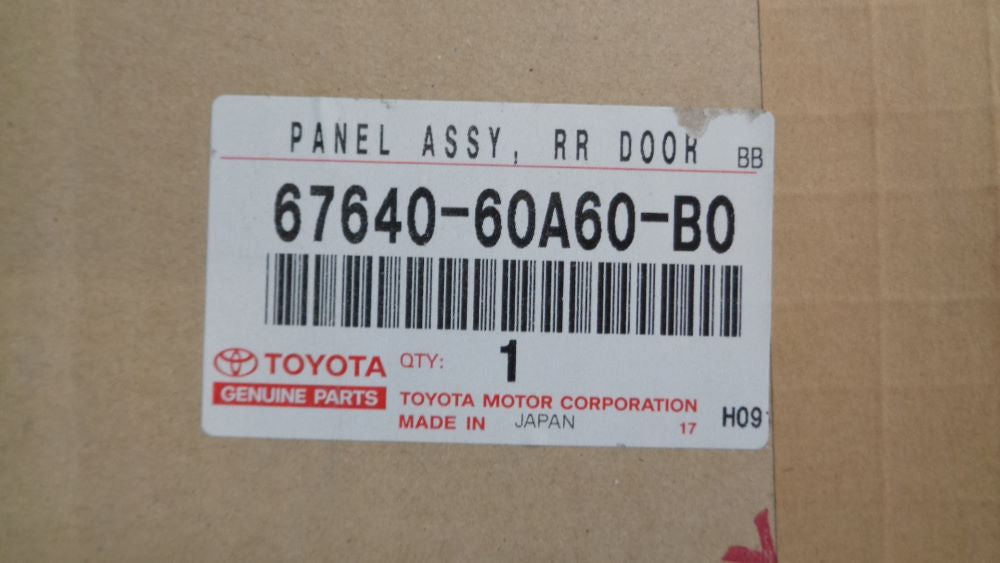 PANEL ASSY, RR DOOR BB
67640-60A60-B0
TOYOTA QTY: 1
GENUINE PARTS
TOYOTA MOTOR CORPORATION
MADE IN JAPAN 17 H09